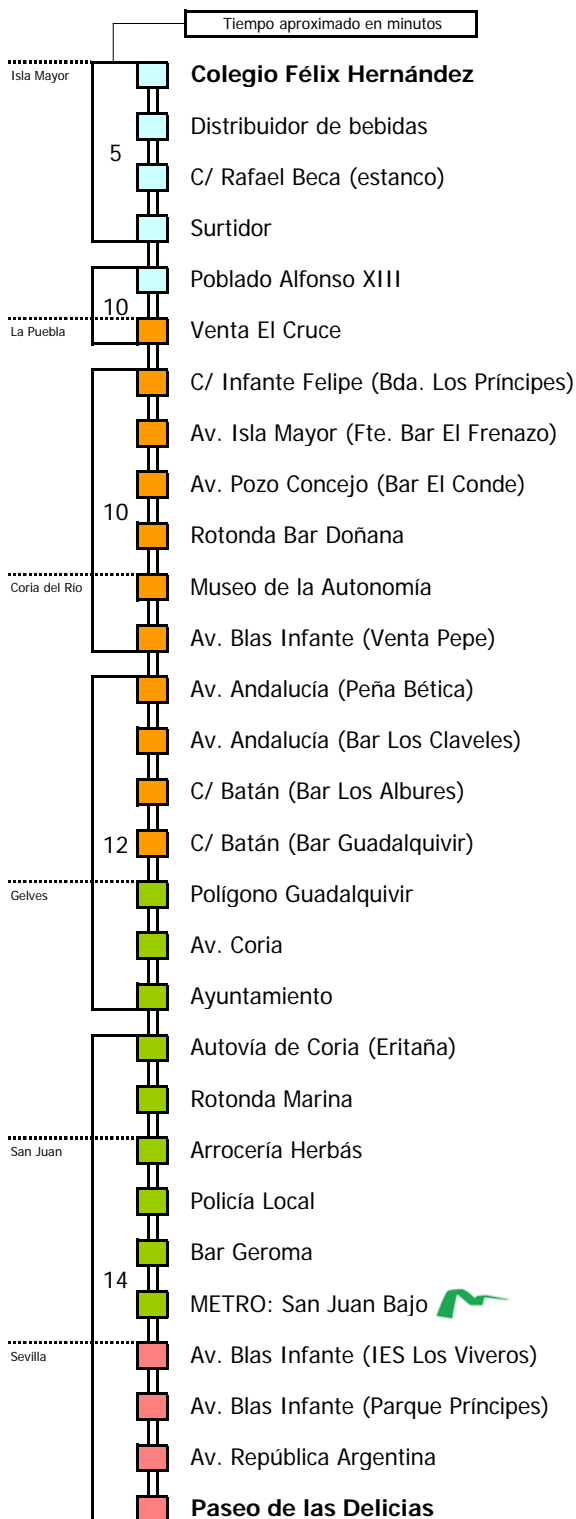 Tiempo aproximado en minutos
Isla Mayor
Colegio Félix Hernández
Distribuidor de bebidas
5
C/ Rafael Beca (estanco)
Surtidor
Poblado Alfonso XIII
10
La Puebla
Venta El Cruce
C/ Infante Felipe (Bda. Los Príncipes)
Av. Isla Mayor (Fte. Bar El Frenazo)
Av. Pozo Concejo (Bar El Conde)
10
Rotonda Bar Doñana
Coria del Río
Museo de la Autonomía
Av. Blas Infante (Venta Pepe)
Av. Andalucía (Peña Bética)
Av. Andalucía (Bar Los Claveles)
C/ Batán (Bar Los Albures)
12
C/ Batán (Bar Guadalquivir)
Gelves
Polígono Guadalquivir
Av. Coria
Ayuntamiento
Autovía de Coria (Eritaña)
Rotonda Marina
San Juan
Arrocería Herbás
Policía Local
Bar Geroma
14
METRO: San Juan Bajo
Sevilla
Av. Blas Infante (IES Los Viveros)
Av. Blas Infante (Parque Príncipes)
Av. República Argentina
Paseo de las Delicias